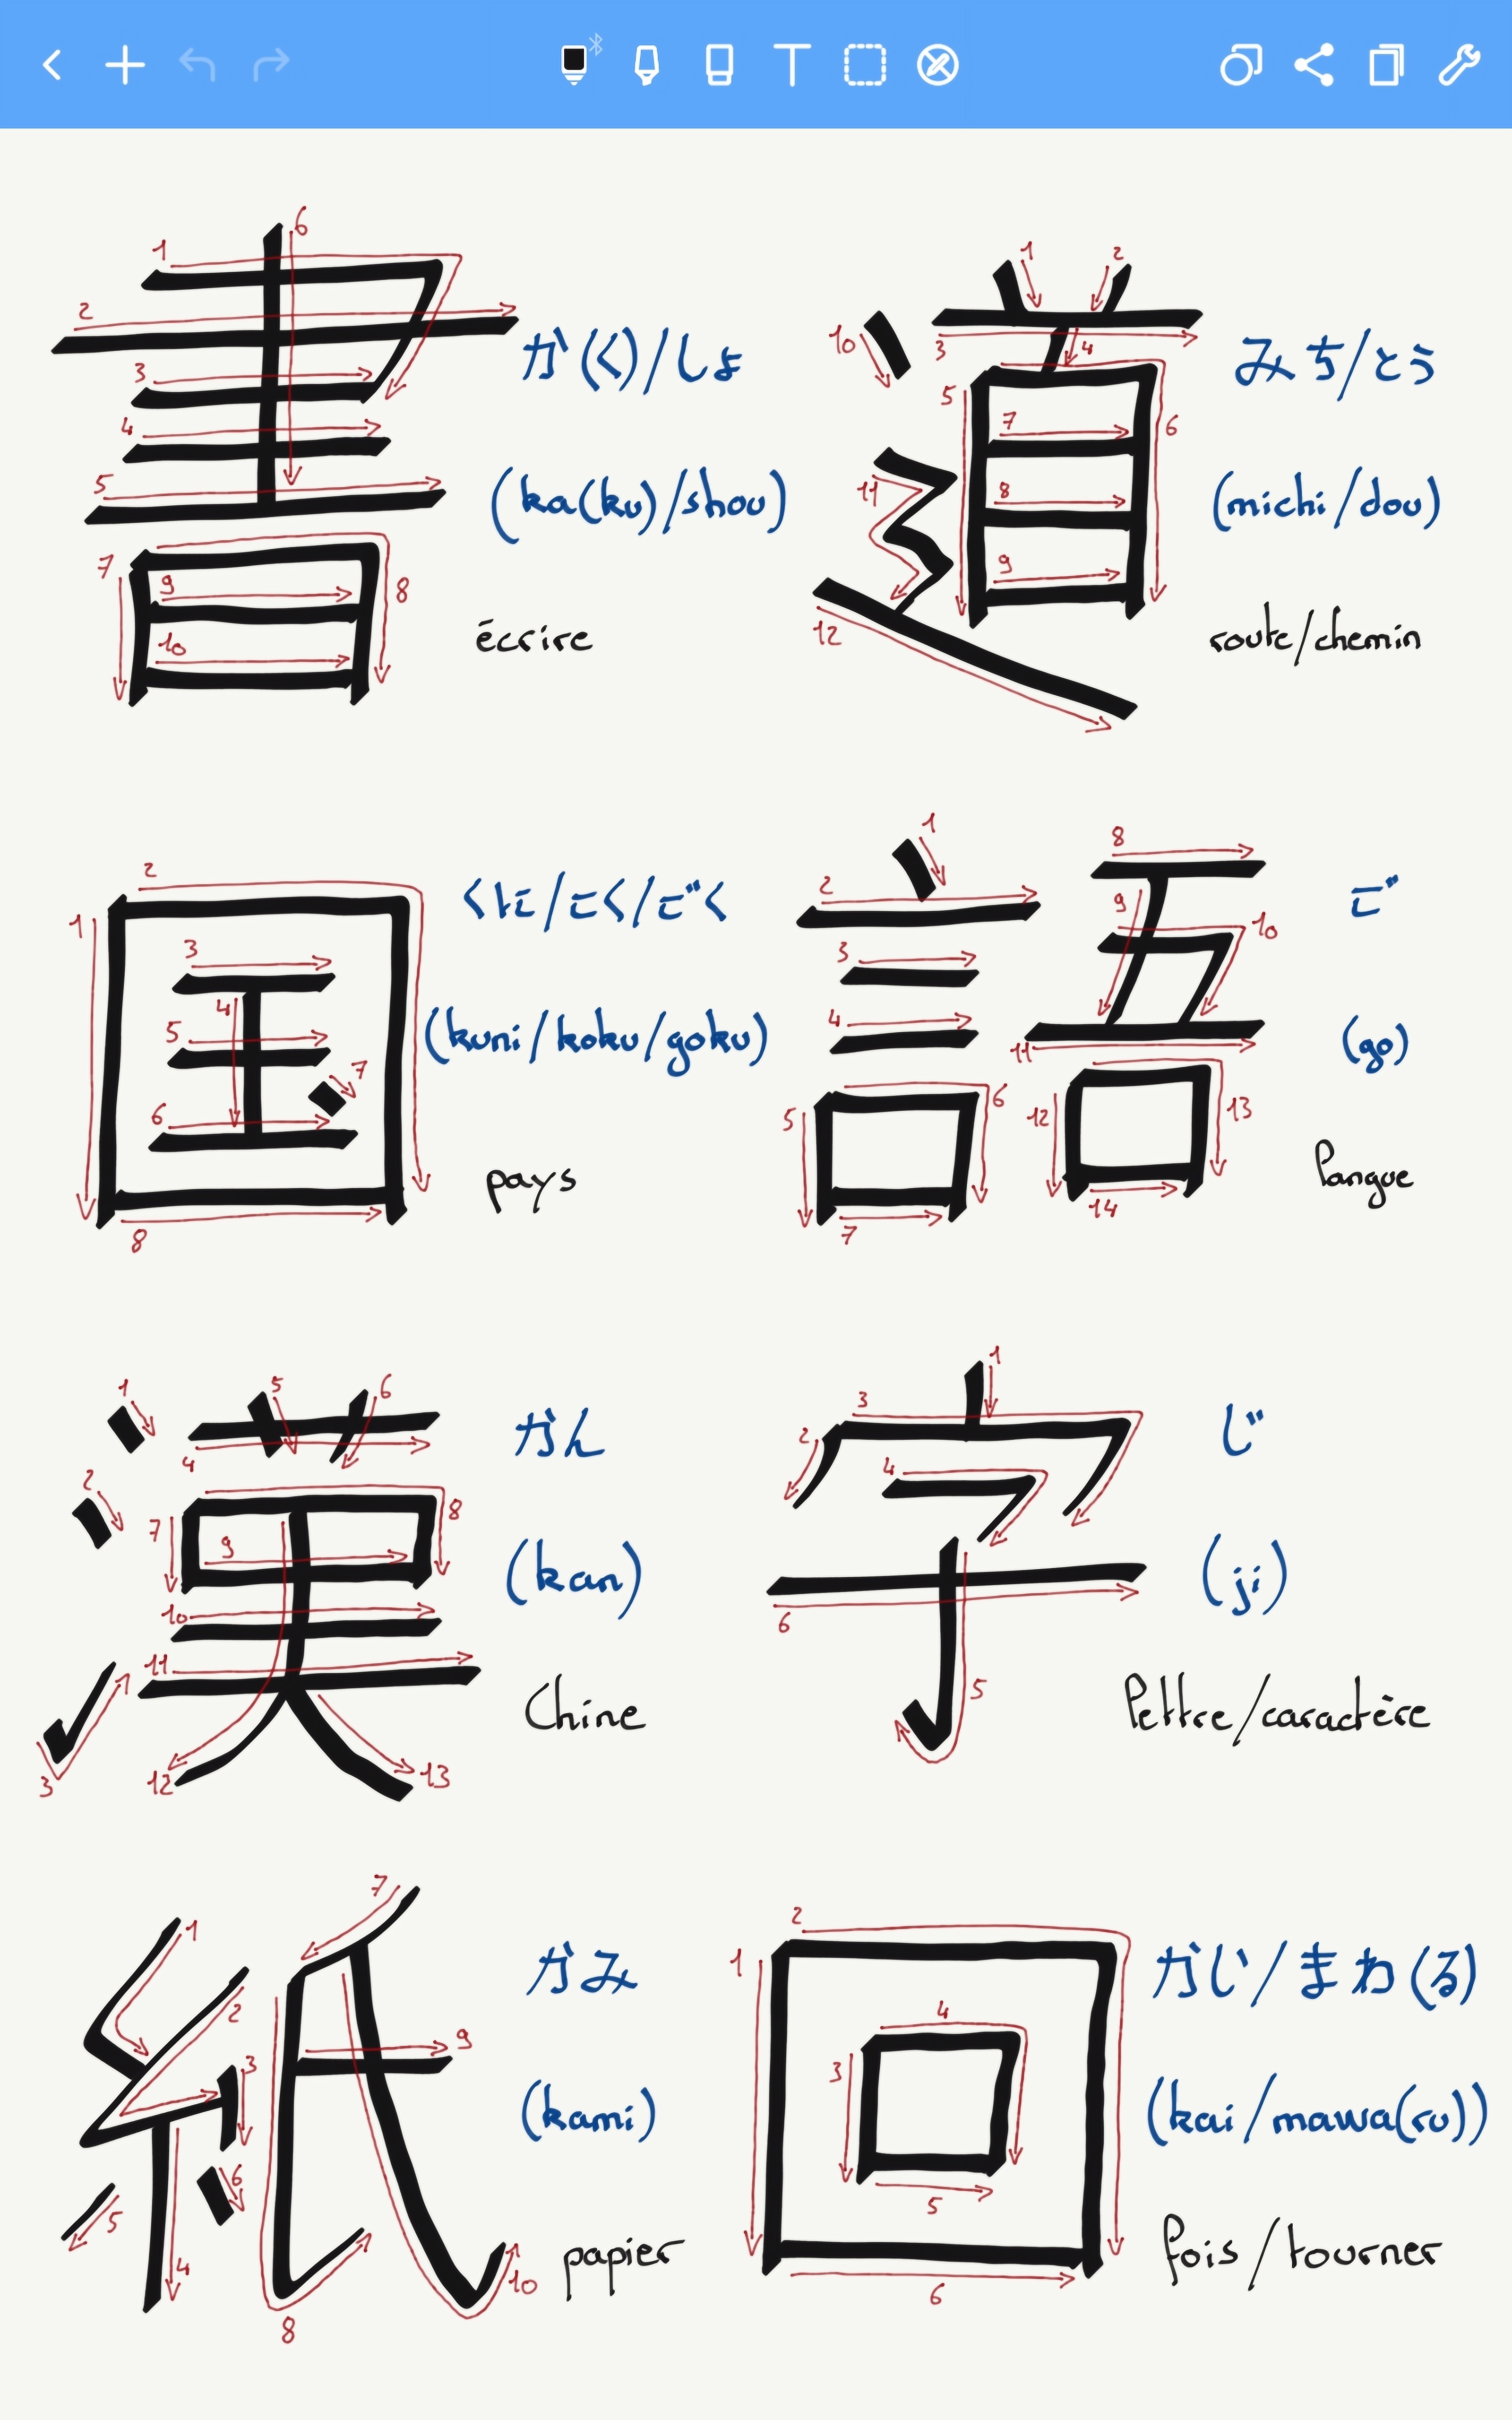 書
1 2 3 4 5 6 7 8 9 10
か(く)/しょ
(ka(ku)/shou)
écrire
道
1 2 3 4 5 6 7 8 9 10 11 12
みち/とう
(michi/dou)
route/chemin
国
1 2 3 4 5 6 7 8
くに/こく/ごく
(kuni/koku/goku)
pays
語
1 2 3 4 5 6 7 8 9 10 11 12 13 14
ご
(go)
langue
漢
1 2 3 4 5 6 7 8 9 10 11 12 13
かん
(kan)
Chine
字
1 2 3 4 5 6
じ
(ji)
lettre/caractère
紙
1 2 3 4 5 6 7 8 9 10
かみ
(kami)
papier
回
1 2 3 4 5 6
かい/まわ(る)
(kai/mawa(ru))
fois/tourner